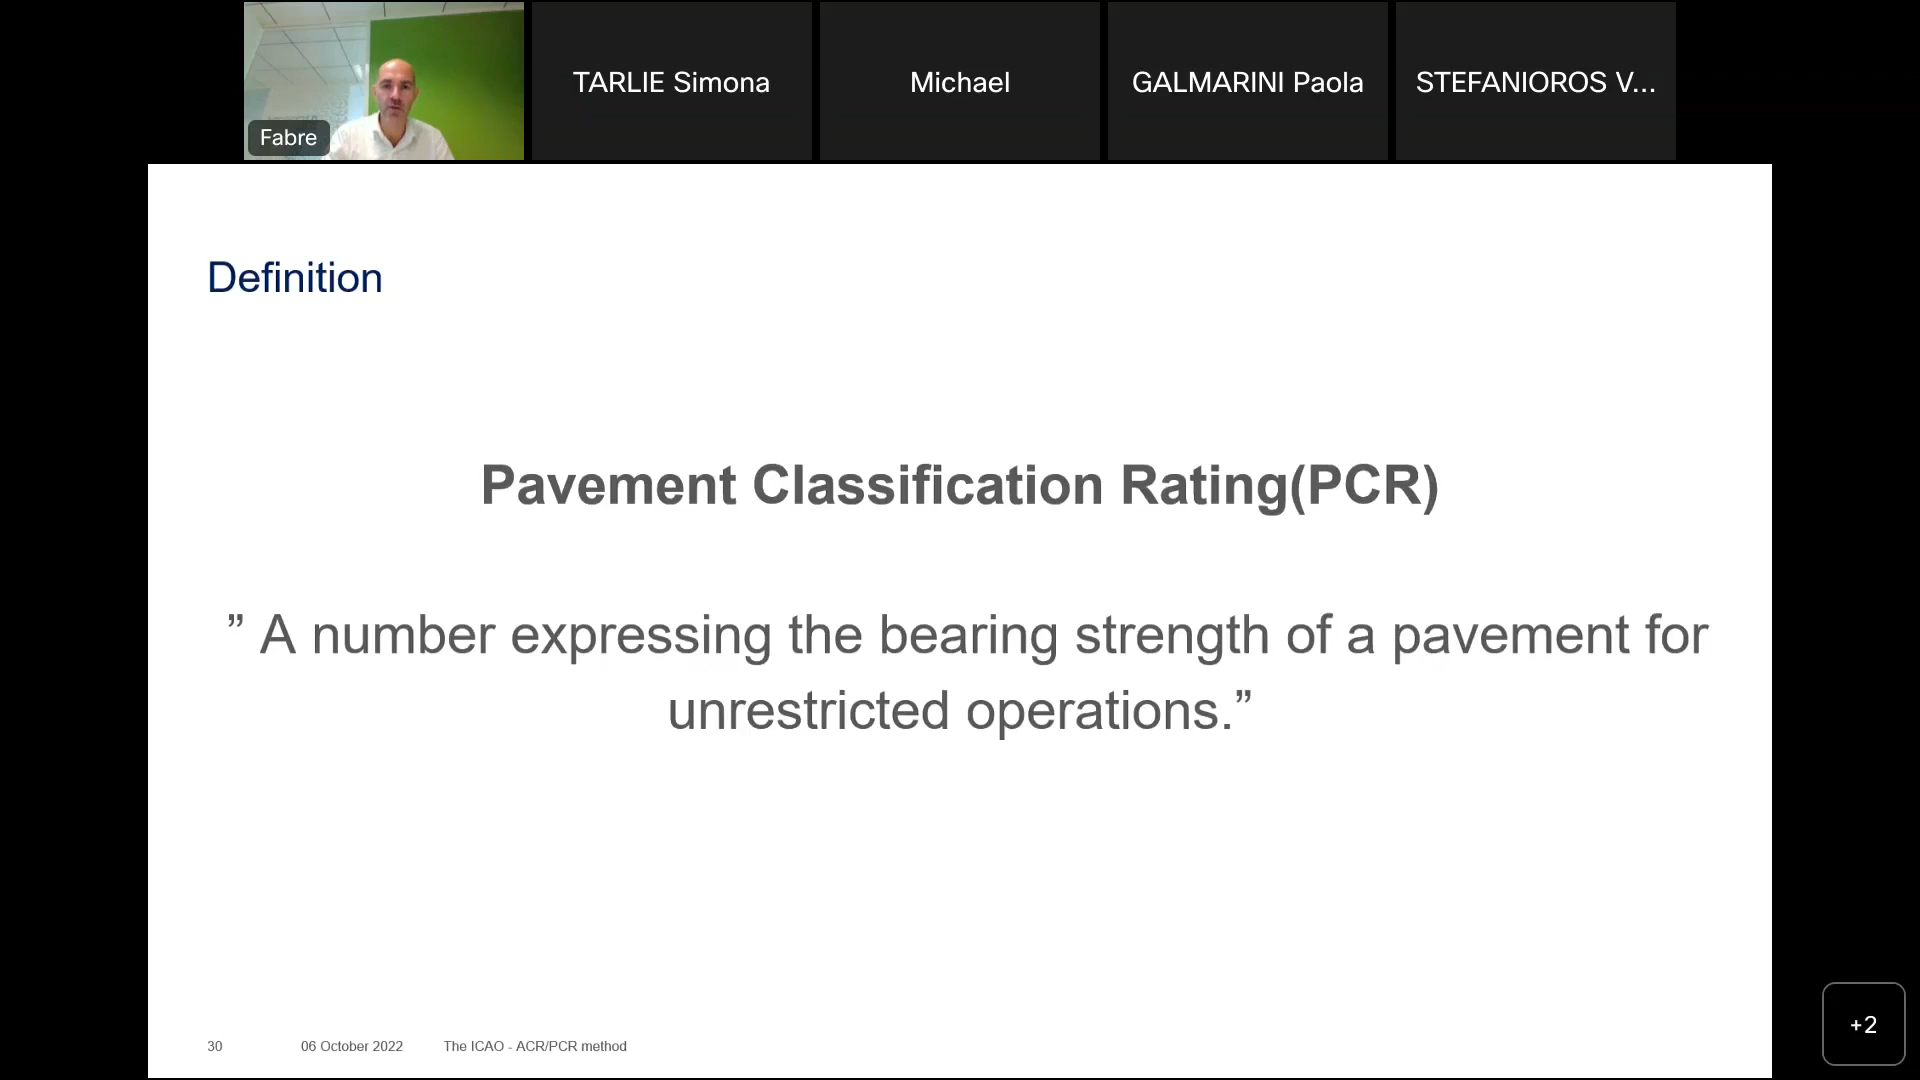 Fabre
TARLIE Simona
Michael
GALMARINI Paola
STEFANIOROS V...
Definition
Pavement Classification Rating(PCR)
” A number expressing the bearing strength of a pavement for
unrestricted operations.”
30 06 October 2022 The ICAO - ACR/PCR method
+2